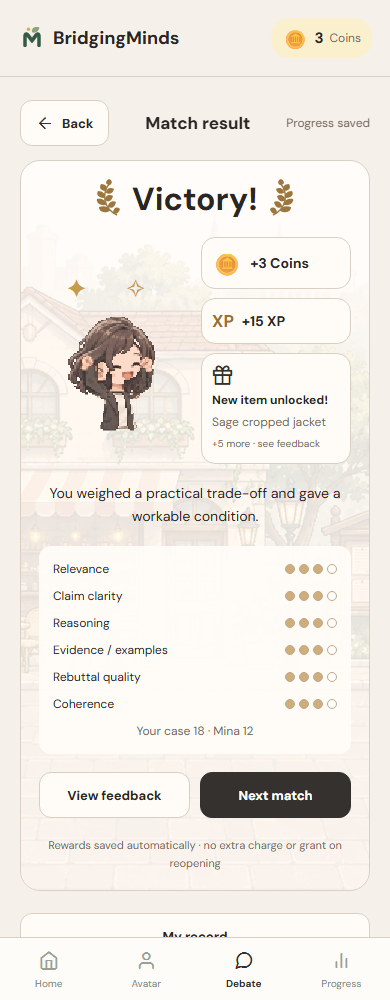 BridgingMinds
3 Coins
Back
Match result
Progress saved
Victory!
+3 Coins
XP +15 XP
New item unlocked!
Sage cropped jacket
+5 more · see feedback
You weighed a practical trade-off and gave a
workable condition.
Relevance
Claim clarity
Reasoning
Evidence / examples
Rebuttal quality
Coherence
Your case 18 · Mina 12
View feedback
Next match
Rewards saved automatically · no extra charge or grant on
reopening
My record
Home
Avatar
Debate
Progress